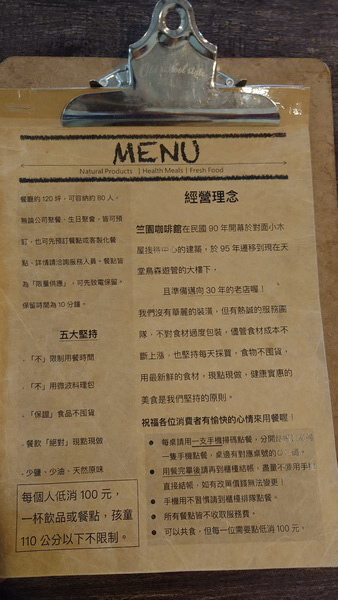 MENU
Natural Products | Health Meals | Fresh Food
餐廳約 120 坪，可容納約 80 人。
無論公司聚餐、生日聚會，皆可預
訂，也可先預訂餐點或客製化餐
點，詳情請洽詢服務人員。餐點皆
為「限量供應」，可先致電保留。
保留時間為 10 分鐘。
五大堅持
.「不」限制用餐時間
.「不」用微波料理包
.「保證」食品不囤貨
.餐飲「絕對」現點現做
.少鹽、少油、天然原味
每個人低消 100 元，
一杯飲品或餐點，孩童
110 公分以下不限制。
經營理念
竺園咖啡館在民國 90 年開幕於對面小木
屋找待中心的建築，於 95 年遷移到現在天
堂鳥森遊管的大樓下，
且準備邁向 30 年的老店喔！
我們沒有華麗的裝潢，但有熱誠的服務團
隊，不對食材過度包裝，儘管食材成本不
斷上漲，也堅持每天採買，食物不囤貨，
用最新鮮的食材，現點現做，健康實惠的
美食是我們堅持的原則。
祝福各位消費者有愉快的心情來用餐喔！
● 每桌請用一支手機掃碼點餐，分開
一隻手機點餐，桌邊有對應桌號的
● 用餐完畢後請再到櫃檯結帳，盡量不要用手機
直接結帳，如有改異價錢無法變更！
● 手機用不習慣請到櫃檯排隊點餐。
● 所有餐點皆不收取服務費。
● 可以共食，但每一位需要點低消 100 元，